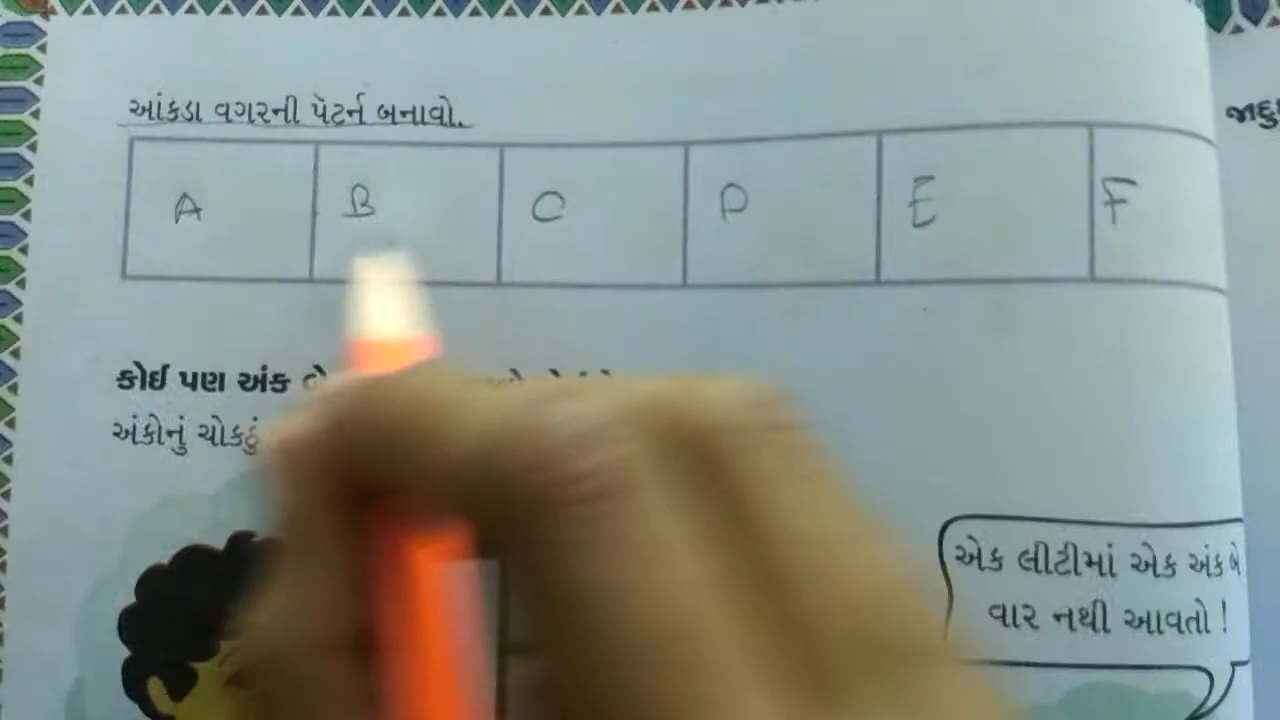 આંકડા વગરની પૅટર્ન બનાવો.
A B C D E F
કોઈ પણ અંક
અંકોનું ચોકઠું
એક લીટીમાં એક અંક બે
વાર નથી આવતો !